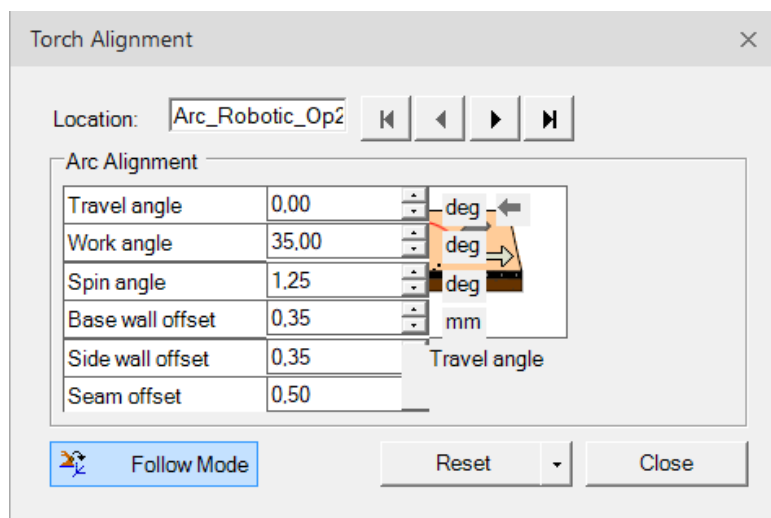 Torch Alignment
Location: Arc_Robotic_Op2
Arc Alignment
Travel angle 0,00 deg
Work angle 35,00 deg
Spin angle 1,25 deg
Base wall offset 0,35 mm
Side wall offset 0,35 Travel angle
Seam offset 0,50
Follow Mode Reset Close